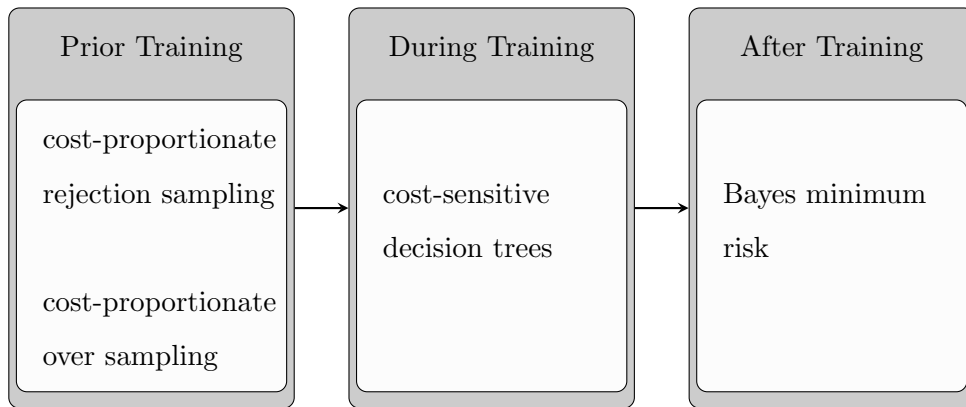 Prior Training
cost-proportionate
rejection sampling
cost-proportionate
over sampling
During Training
cost-sensitive
decision trees
After Training
Bayes minimum
risk